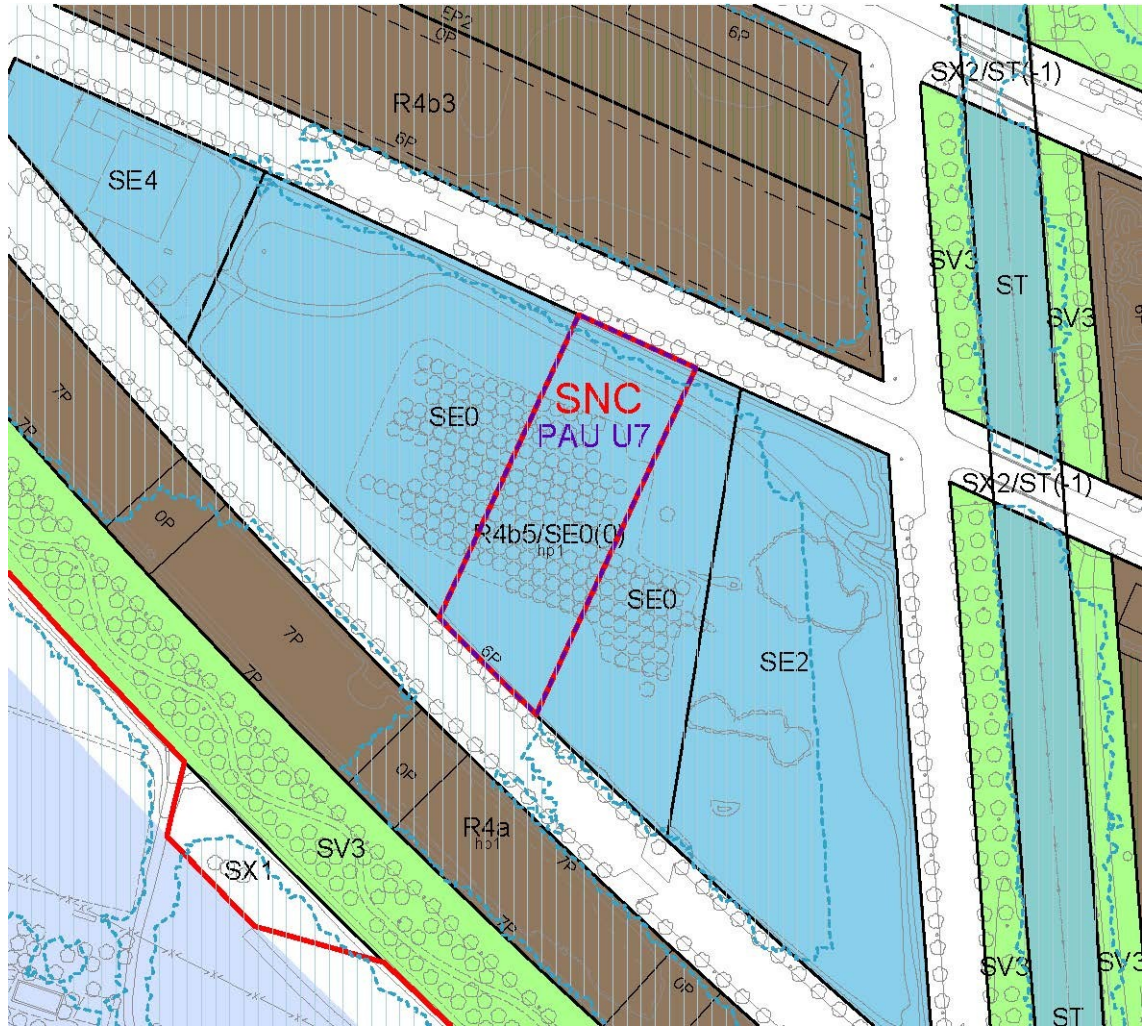 EP2
0P
6P
SX2/ST(-1)
R4b3
6P
SE4
SV3
ST
SV3
SNC
PAU U7
7P
7P
SE0
SX2/ST(-1)
0P
R4b5/SE0(0)
hp1
SE0
7P
6P
SE2
7P
0P
R4a
hp1
SV3
7P
SX1
7P
SV3
SV3
0P
ST